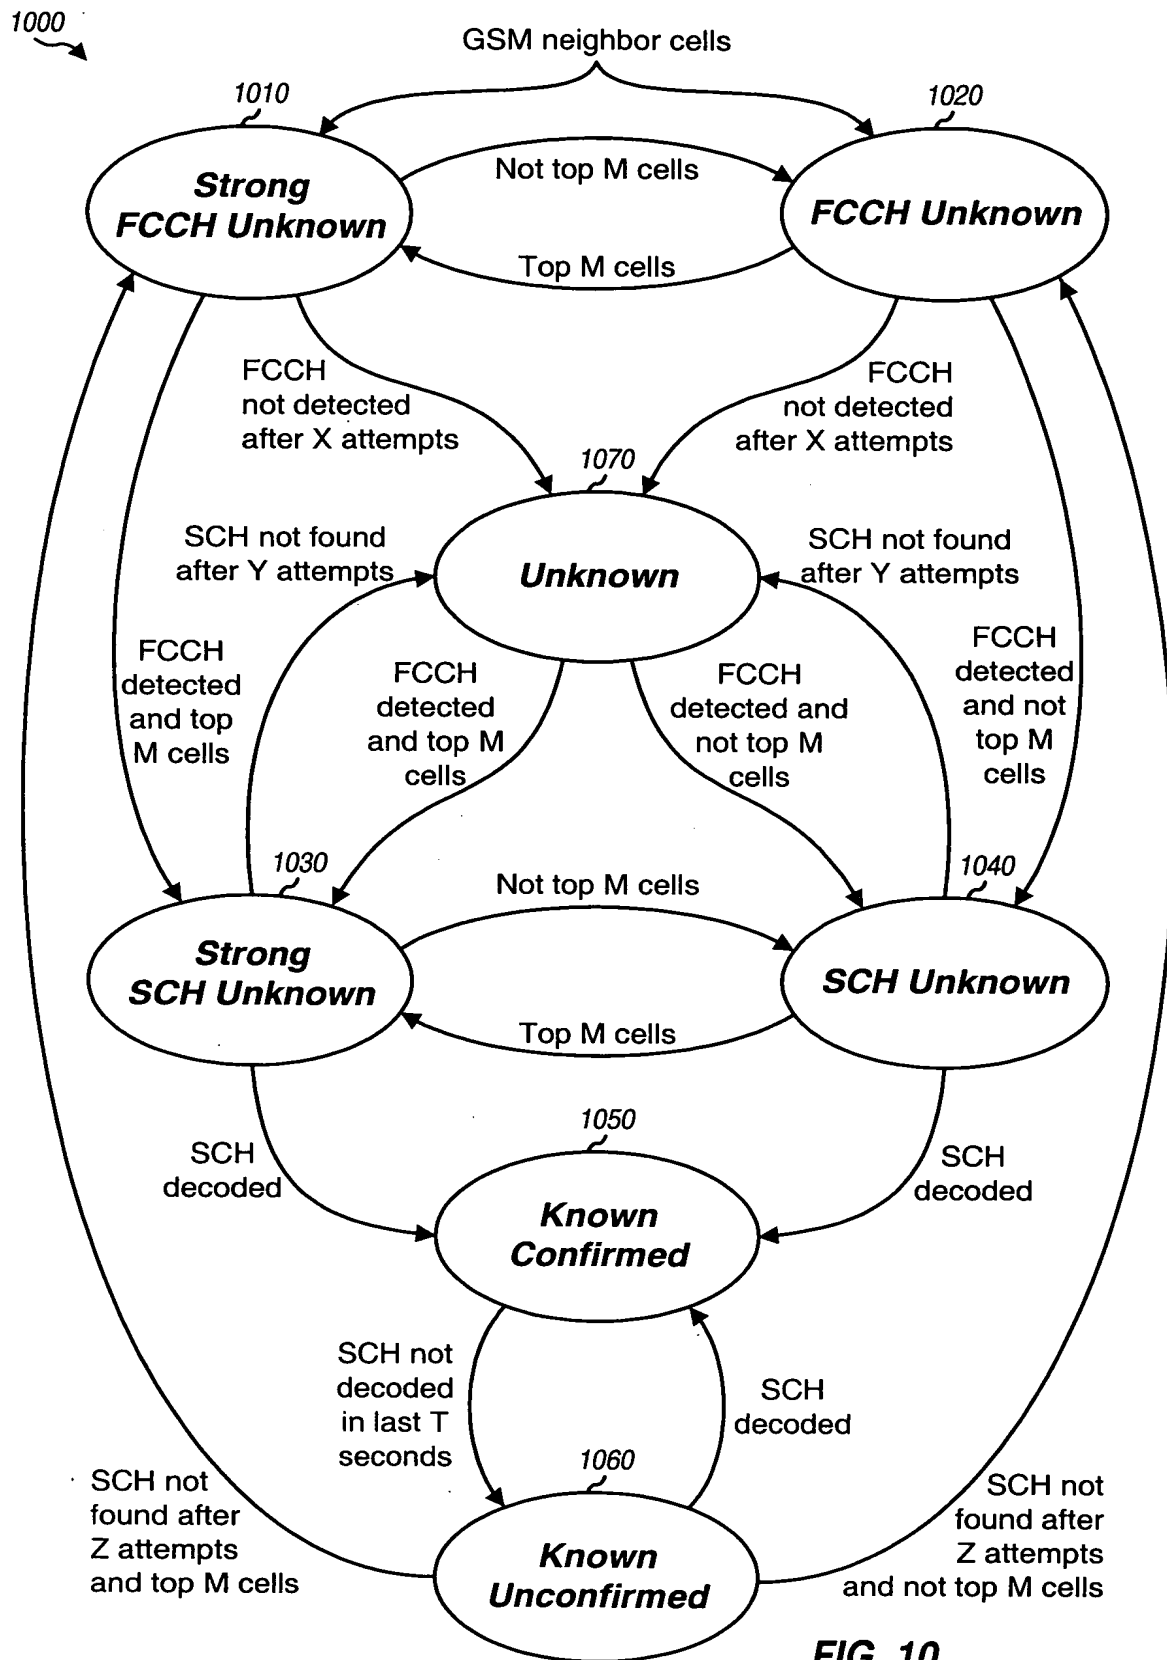 1000
GSM neighbor cells
1010
1020
Strong
FCCH Unknown
Not top M cells
FCCH Unknown
Top M cells
FCCH
not detected
after X attempts
FCCH
not detected
after X attempts
1070
SCH not found
after Y attempts
Unknown
SCH not found
after Y attempts
FCCH
detected
and top
M cells
FCCH
detected
and top M
cells
FCCH
detected and
not top M
cells
FCCH
detected
and not
top M
cells
1030
Not top M cells
1040
Strong
SCH Unknown
SCH Unknown
Top M cells
1050
SCH
decoded
SCH
decoded
Known
Confirmed
SCH not
decoded
in last T
seconds
SCH
decoded
1060
SCH not
found after
Z attempts
and top M cells
Known
Unconfirmed
SCH not
found after
Z attempts
and not top M cells
FIG. 10